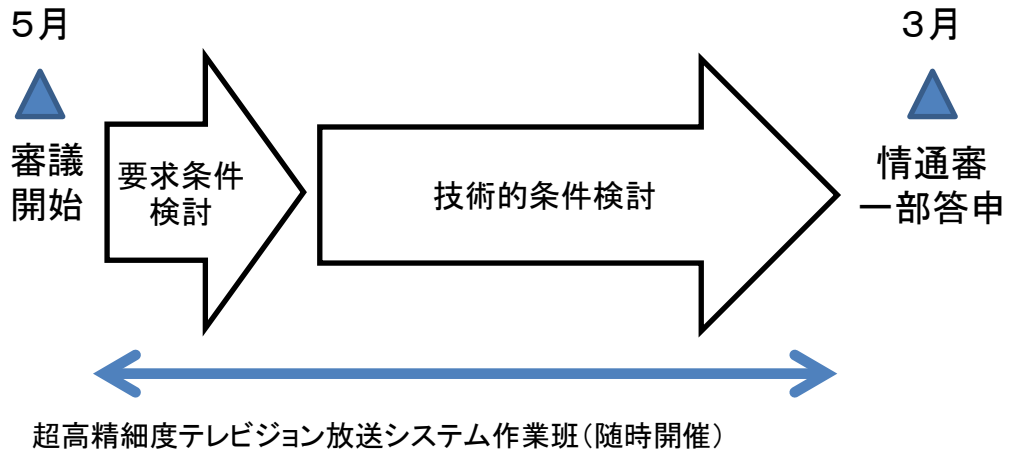 ５月
３月
審議
開始
要求条件
検討
技術的条件検討
情通審
一部答申
超高精細度テレビジョン放送システム作業班（随時開催）